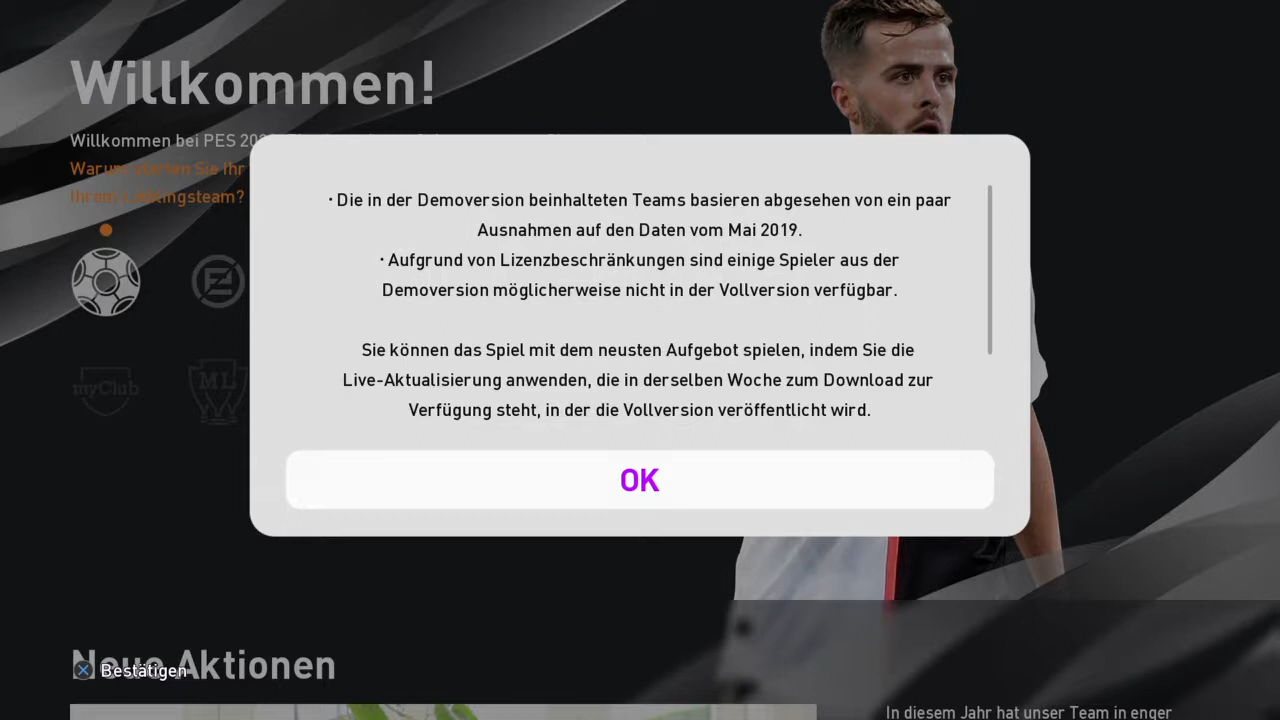 Willkommen!
Willkommen bei PES
Warum starten Sie Ihr
Ihrem Lieblingsteam?
· Die in der Demoversion beinhalteten Teams basieren abgesehen von ein paar
Ausnahmen auf den Daten vom Mai 2019.
· Aufgrund von Lizenzbeschränkungen sind einige Spieler aus der
Demoversion möglicherweise nicht in der Vollversion verfügbar.
Sie können das Spiel mit dem neusten Aufgebot spielen, indem Sie die
Live-Aktualisierung anwenden, die in derselben Woche zum Download zur
Verfügung steht, in der die Vollversion veröffentlicht wird.
OK
myClub
ML
Neue Aktionen
Bestätigen
In diesem Jahr hat unser Team in enger